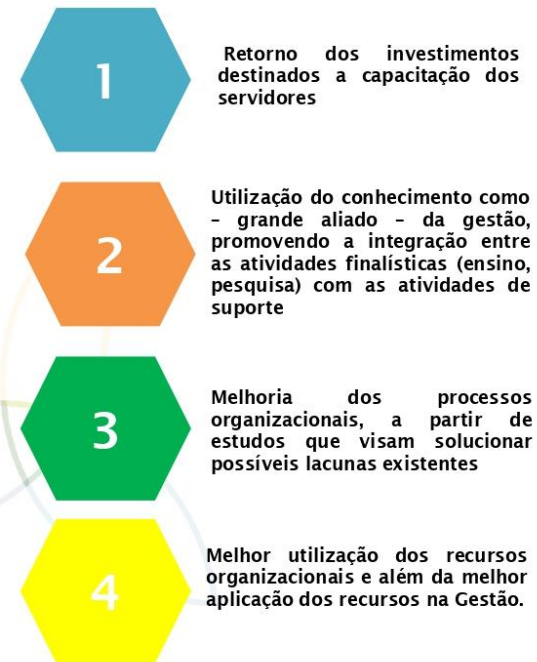 1
Retorno dos investimentos
destinados a capacitação dos
servidores
2
Utilização do conhecimento como
– grande aliado – da gestão,
promovendo a integração entre
as atividades finalísticas (ensino,
pesquisa) com as atividades de
suporte
3
Melhoria dos processos
organizacionais, a partir de
estudos que visam solucionar
possíveis lacunas existentes
4
Melhor utilização dos recursos
organizacionais e além da melhor
aplicação dos recursos na Gestão.